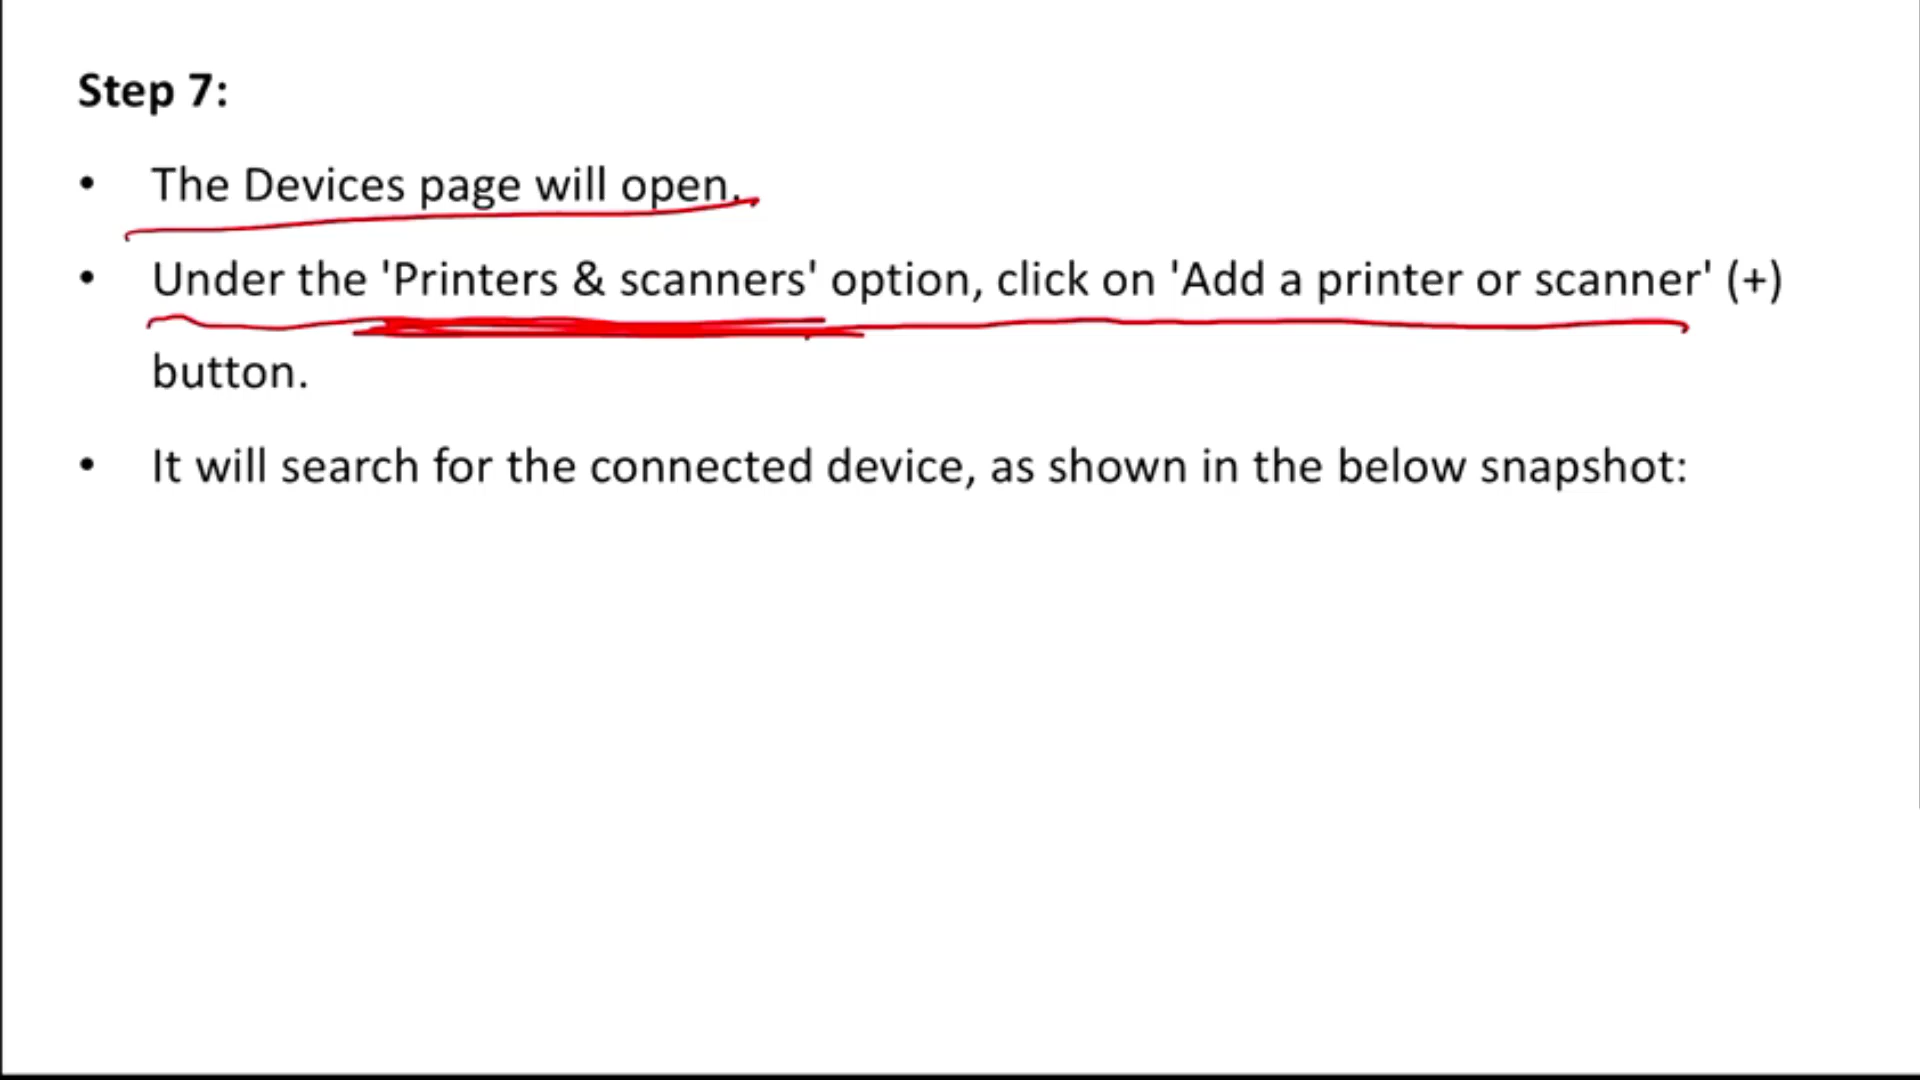 Step 7:
• The Devices page will open.
• Under the 'Printers & scanners' option, click on 'Add a printer or scanner' (+)
button.
• It will search for the connected device, as shown in the below snapshot: